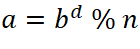 a = b^d % n